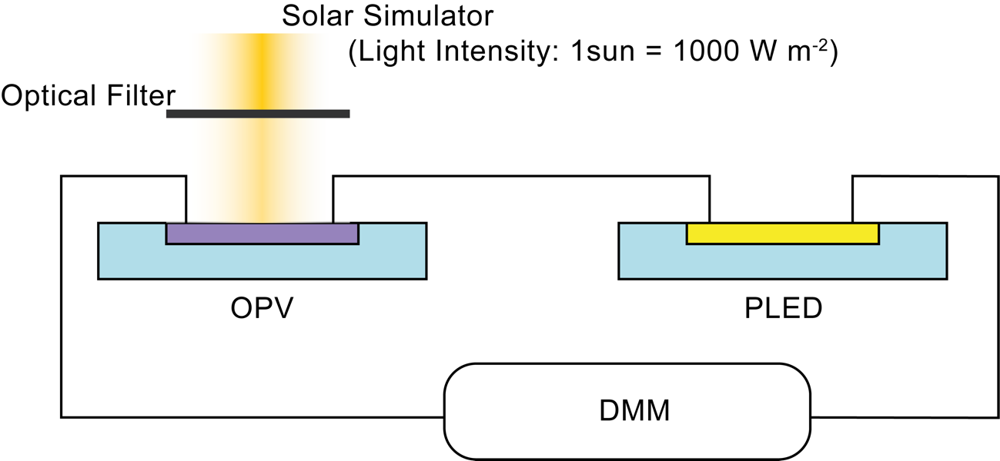 Solar Simulator
(Light Intensity: 1sun = 1000 W m-2)
Optical Filter
OPV
PLED
DMM